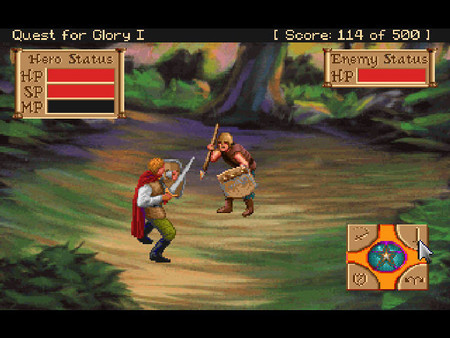 Quest for Glory I [ Score: 114 of 500 ]
Hero Status
HP
SP
MP
Enemy Status
HP